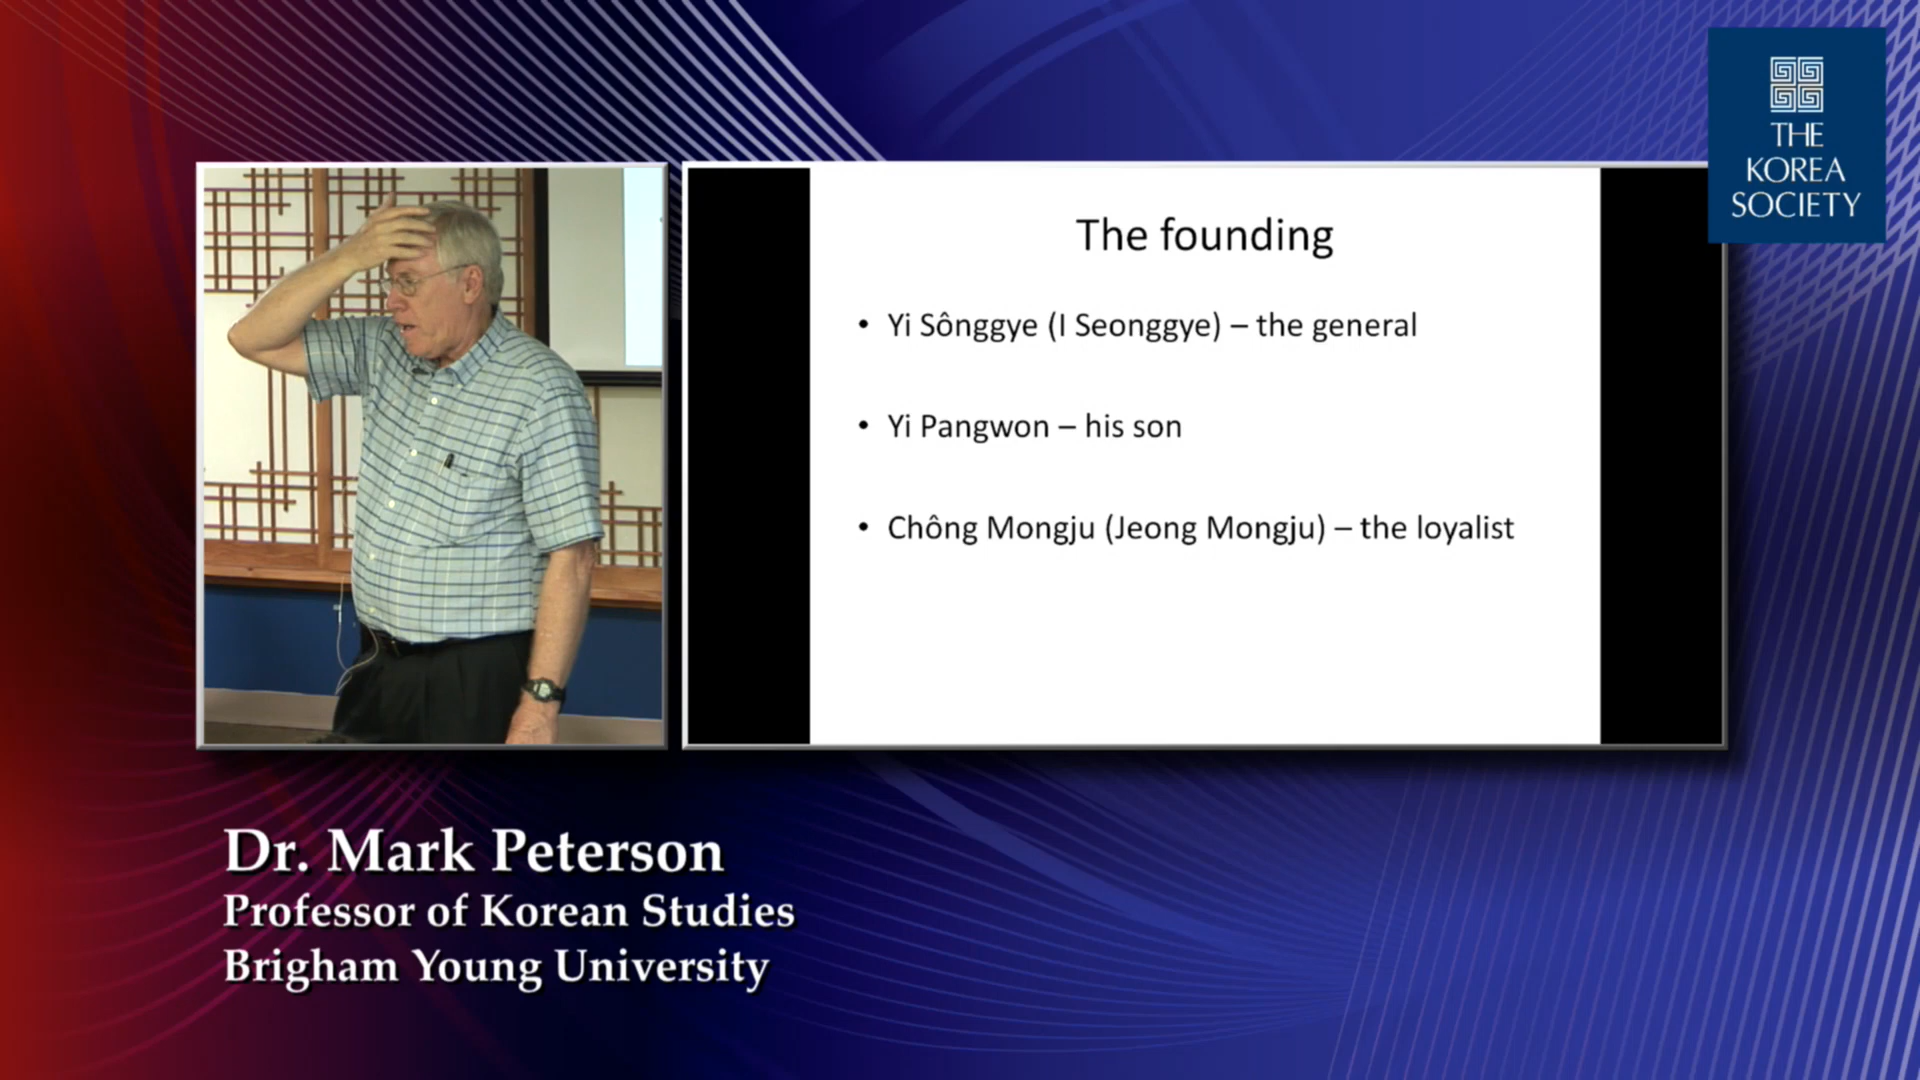 THE
KOREA
SOCIETY
The founding
• Yi Sônggye (I Seonggye) – the general
• Yi Pangwon – his son
• Chông Mongju (Jeong Mongju) – the loyalist
Dr. Mark Peterson
Professor of Korean Studies
Brigham Young University